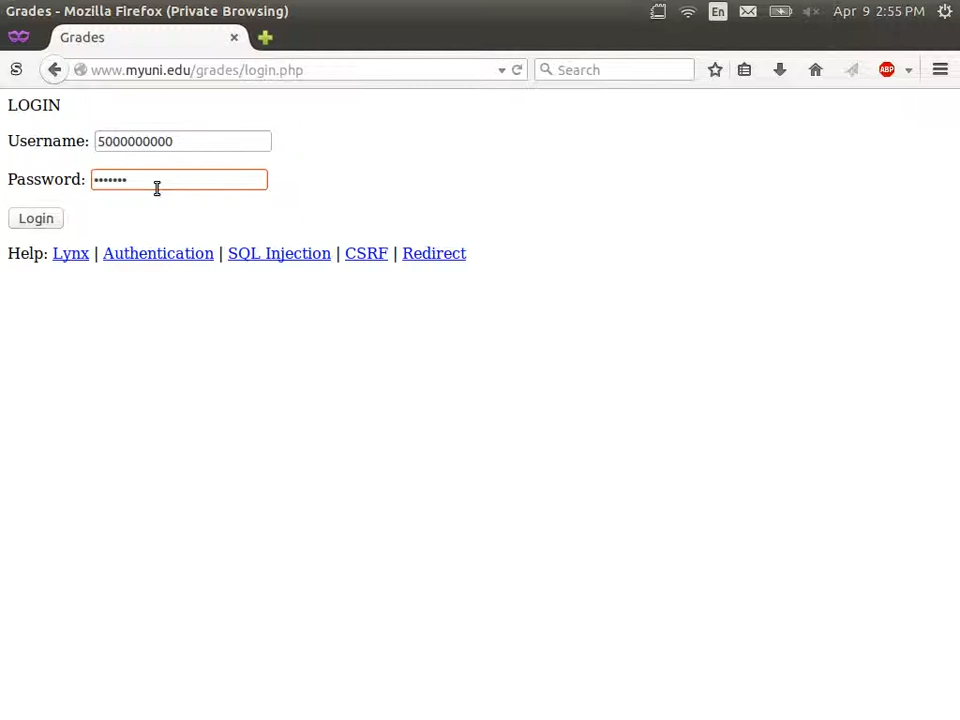 Grades - Mozilla Firefox (Private Browsing)
En
Apr 9 2:55 PM
Grades
S
www.myuni.edu/grades/login.php
Search
ABP
LOGIN
Username: 5000000000
Password: •••••••
Login
Help: Lynx | Authentication | SQL Injection | CSRF | Redirect